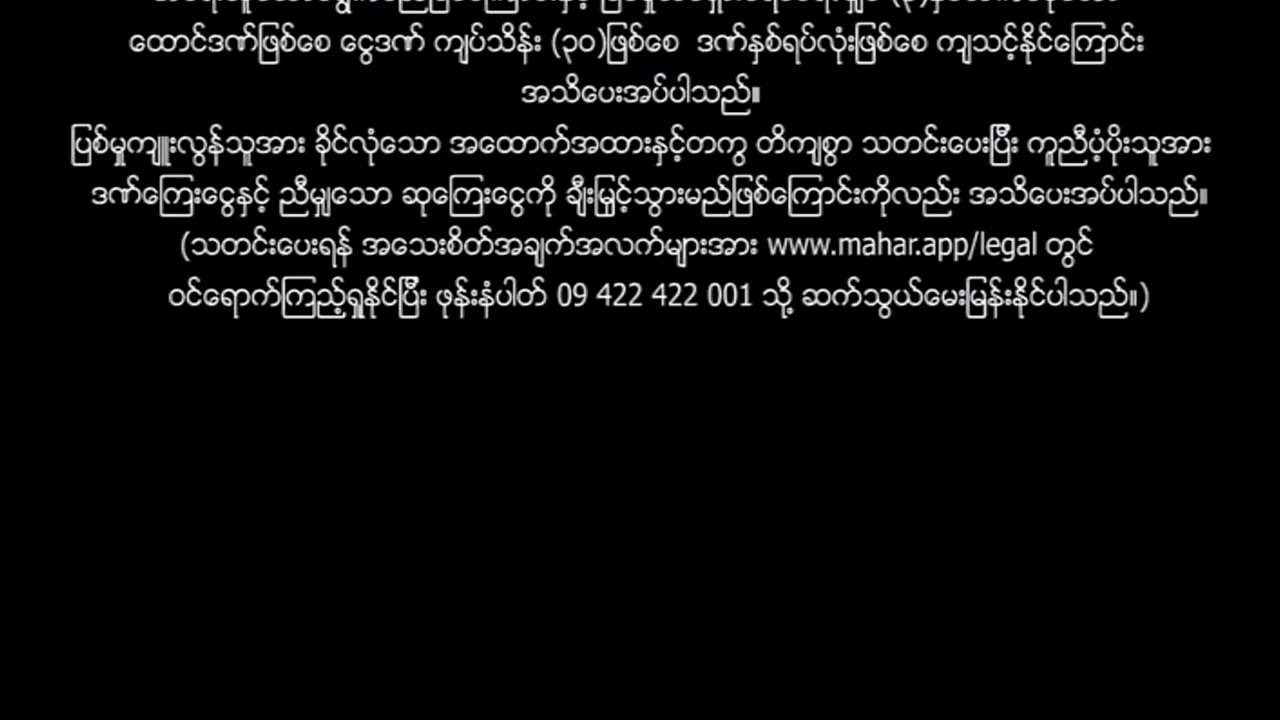 ထောင်ဒဏ်ဖြစ်စေ ငွေဒဏ် ကျပ်သိန်း (၃၀)ဖြစ်စေ ဒဏ်နှစ်ရပ်လုံးဖြစ်စေ ကျသင့်နိုင်ကြောင်း
အသိပေးအပ်ပါသည်။
ပြစ်မှုကျူးလွန်သူအား ခိုင်လုံသော အထောက်အထားနှင့်တကွ တိကျစွာ သတင်းပေးပြီး ကူညီပံ့ပိုးသူအား
ဒဏ်ကြေးငွေနှင့် ညီမျှသော ဆုကြေးငွေကို ချီးမြှင့်သွားမည်ဖြစ်ကြောင်းကိုလည်း အသိပေးအပ်ပါသည်။
(သတင်းပေးရန် အသေးစိတ်အချက်အလက်များအား www.mahar.app/legal တွင်
ဝင်ရောက်ကြည့်ရှုနိုင်ပြီး ဖုန်းနံပါတ် 09 422 422 001 သို့ ဆက်သွယ်မေးမြန်းနိုင်ပါသည်။)